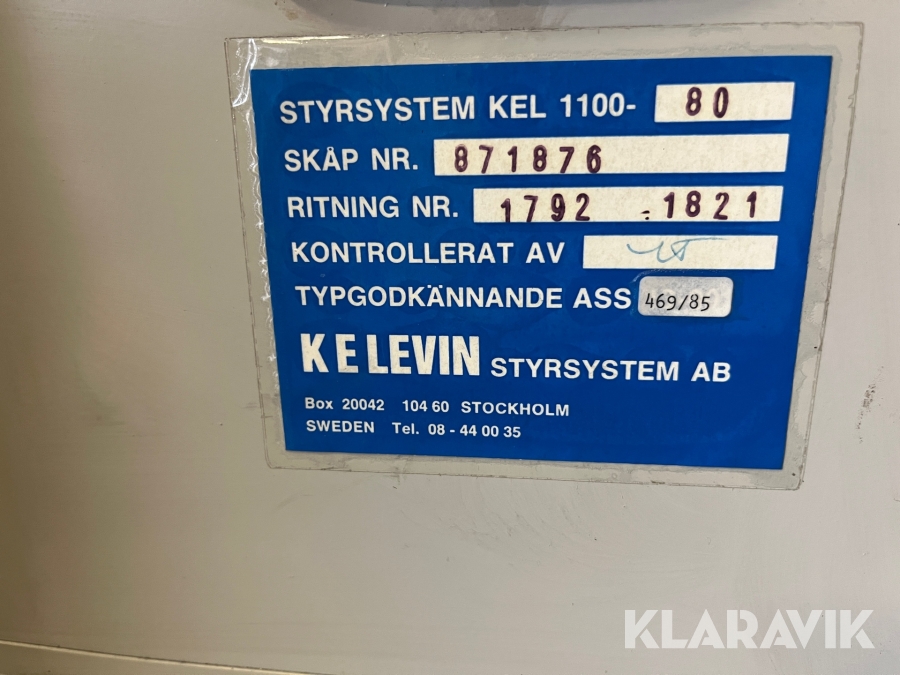 STYRSYSTEM KEL 1100- 80
SKÅP NR. 871876
RITNING NR. 1792 - 1821
KONTROLLERAT AV
TYPGODKÄNNANDE ASS 469/85
KELEVIN STYRSYSTEM AB
Box 20042 104 60 STOCKHOLM
SWEDEN Tel. 08 - 44 00 35
KLARAVIK